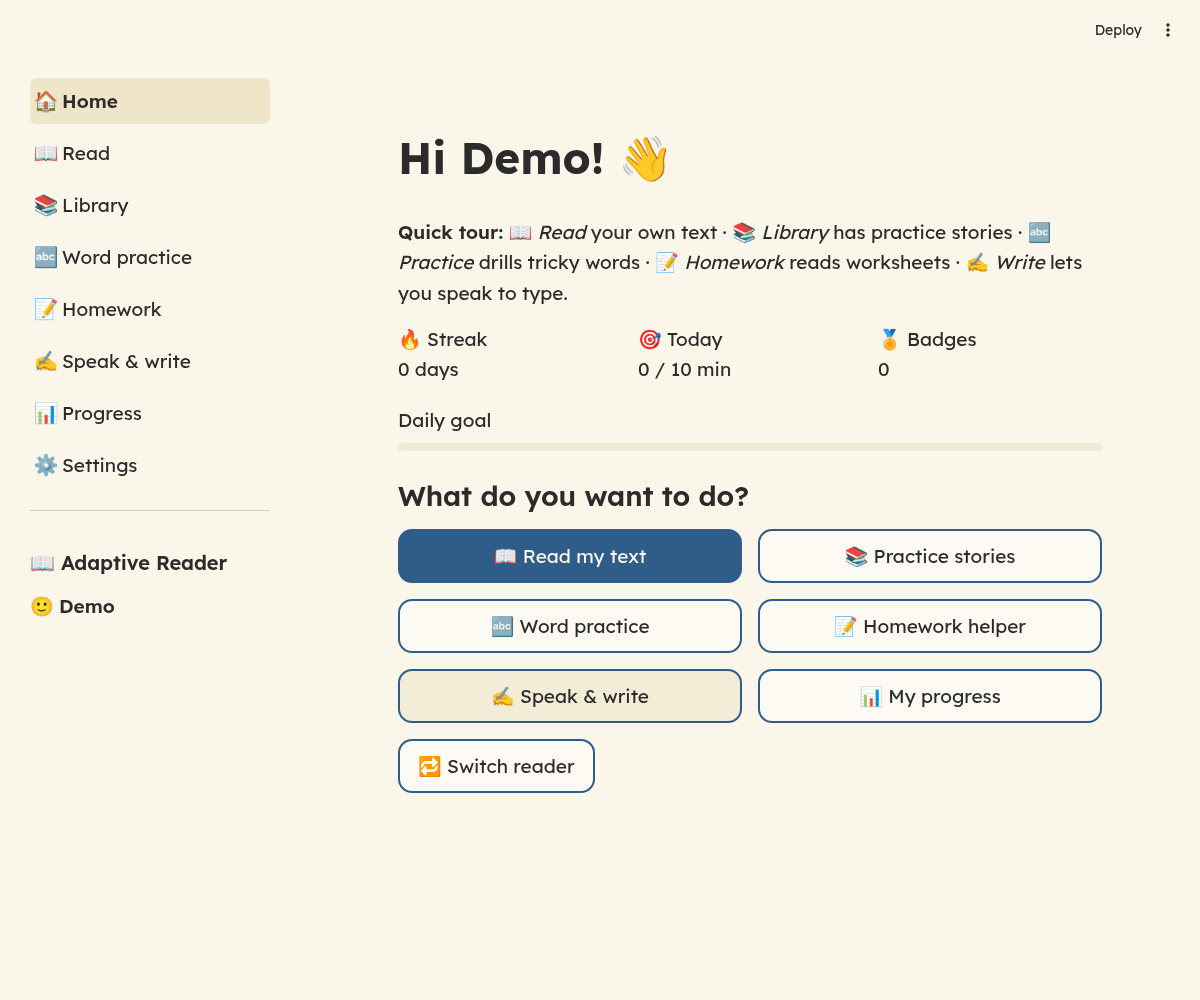 Deploy
🏠 Home
📖 Read
📚 Library
🔤 Word practice
📝 Homework
✍️ Speak & write
📊 Progress
⚙️ Settings
📖 Adaptive Reader
🙂 Demo
Hi Demo! 👋
Quick tour: 📖 Read your own text · 📚 Library has practice stories · 🔤
Practice drills tricky words · 📝 Homework reads worksheets · ✍️ Write lets
you speak to type.
🔥 Streak
0 days
🎯 Today
0 / 10 min
🏅 Badges
0
Daily goal
What do you want to do?
📖 Read my text
📚 Practice stories
🔤 Word practice
📝 Homework helper
✍️ Speak & write
📊 My progress
🔁 Switch reader